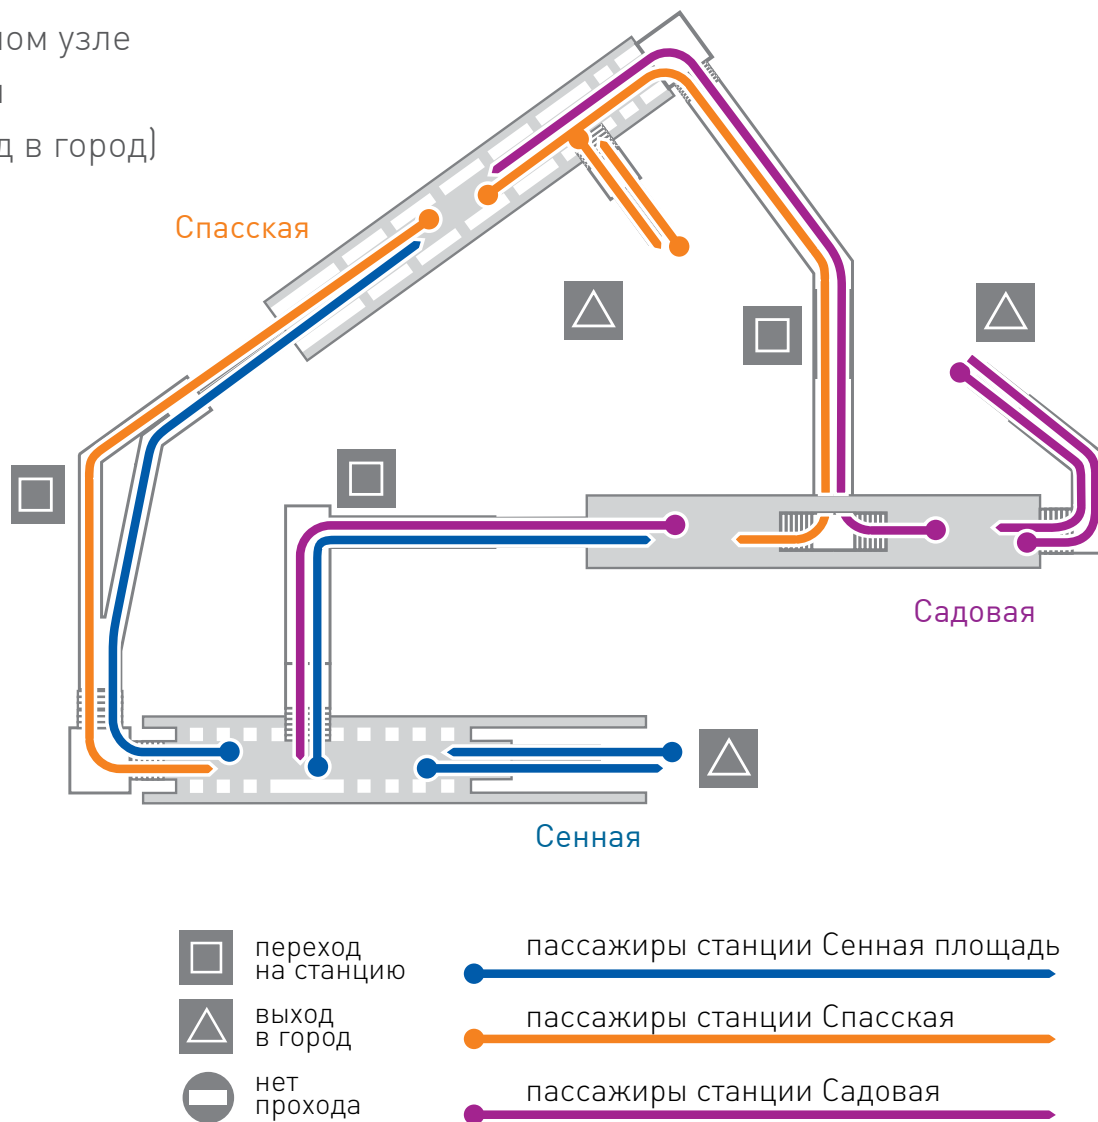 узле
в город)
Спасская
Садовая
Сенная
переход
на станцию
выход
в город
нет
прохода
пассажиры станции Сенная площадь
пассажиры станции Спасская
пассажиры станции Садовая